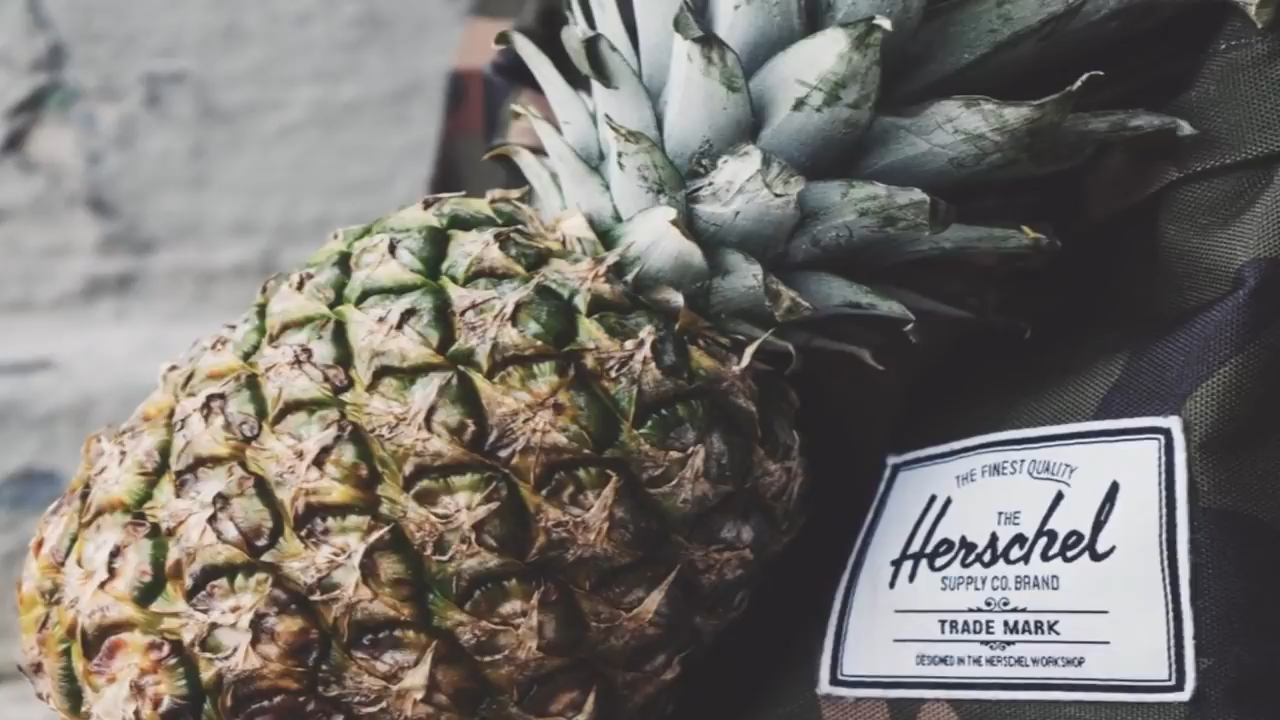 THE FINEST QUALITY
THE
Herschel
SUPPLY CO. BRAND
TRADE MARK
DESIGNED IN THE HERSCHEL WORKSHOP